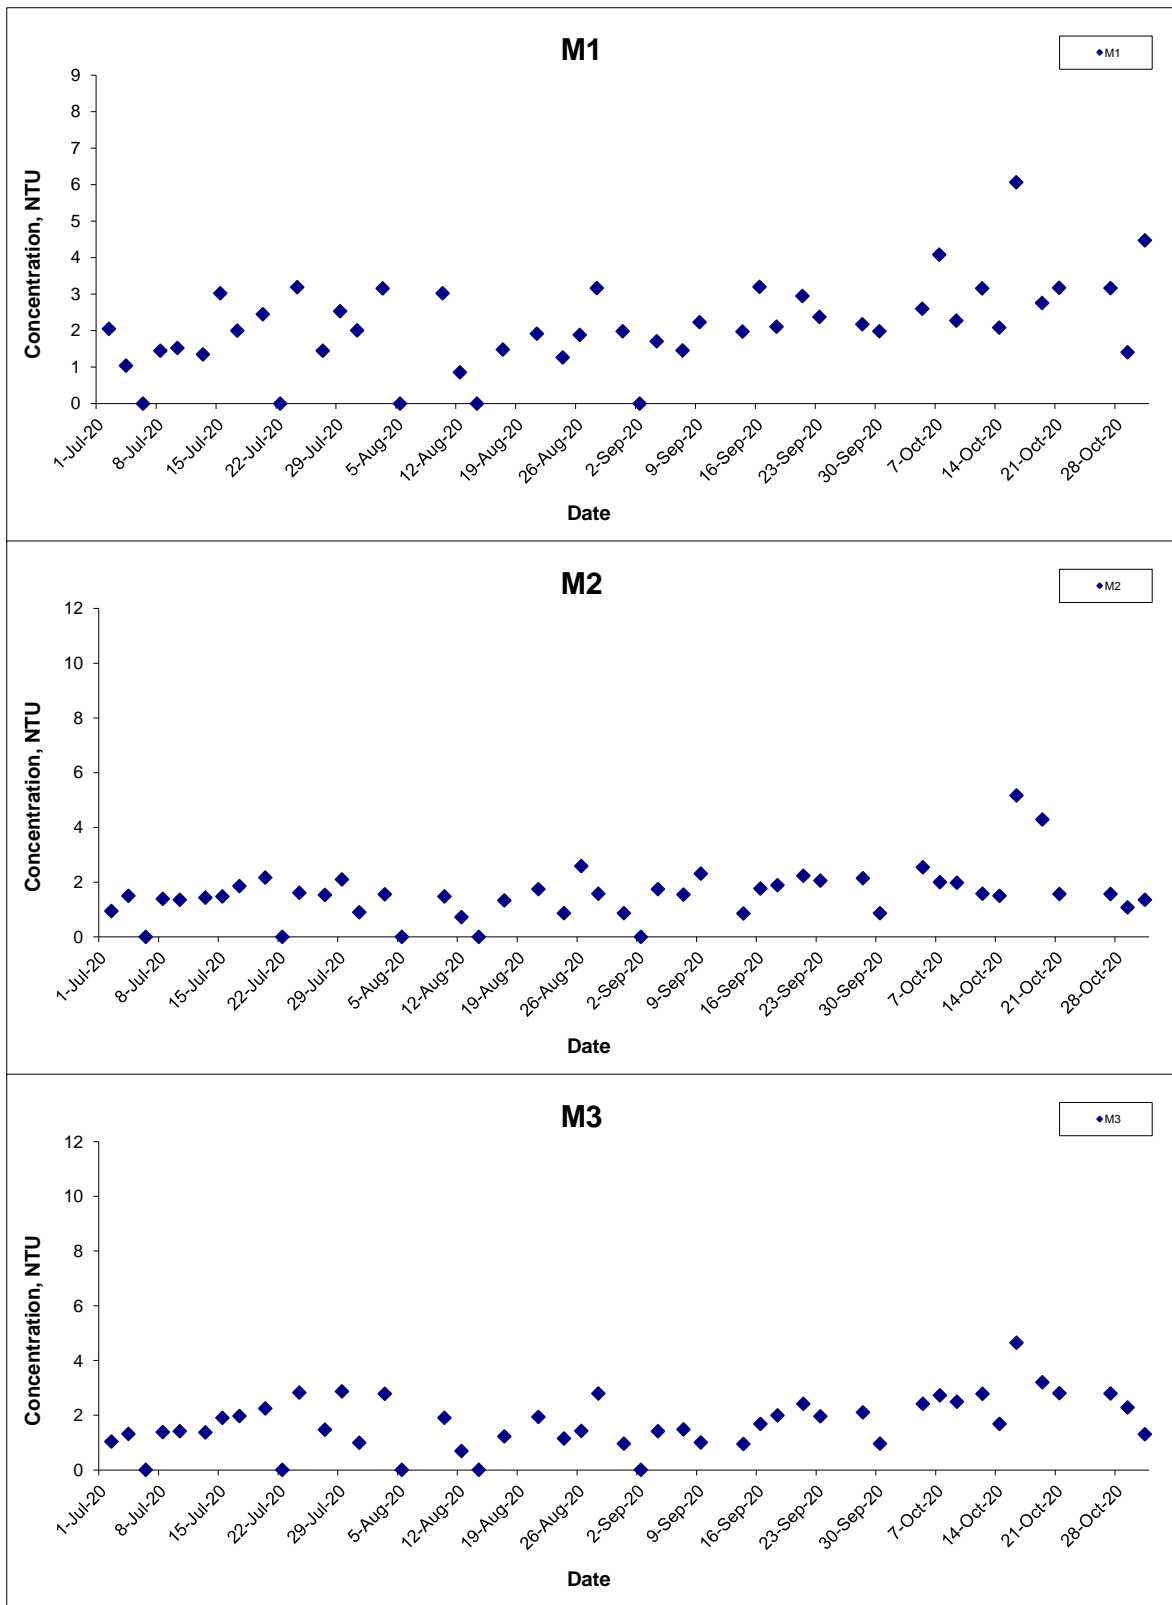 M1
M1
9
8
7
6
5
4
3
2
1
0
Concentration, NTU
1-Jul-20
8-Jul-20
15-Jul-20
22-Jul-20
29-Jul-20
5-Aug-20
12-Aug-20
19-Aug-20
26-Aug-20
2-Sep-20
9-Sep-20
16-Sep-20
23-Sep-20
30-Sep-20
7-Oct-20
14-Oct-20
21-Oct-20
28-Oct-20
Date
M2
M2
12
10
8
6
4
2
0
Concentration, NTU
1-Jul-20
8-Jul-20
15-Jul-20
22-Jul-20
29-Jul-20
5-Aug-20
12-Aug-20
19-Aug-20
26-Aug-20
2-Sep-20
9-Sep-20
16-Sep-20
23-Sep-20
30-Sep-20
7-Oct-20
14-Oct-20
21-Oct-20
28-Oct-20
Date
M3
M3
12
10
8
6
4
2
0
Concentration, NTU
1-Jul-20
8-Jul-20
15-Jul-20
22-Jul-20
29-Jul-20
5-Aug-20
12-Aug-20
19-Aug-20
26-Aug-20
2-Sep-20
9-Sep-20
16-Sep-20
23-Sep-20
30-Sep-20
7-Oct-20
14-Oct-20
21-Oct-20
28-Oct-20
Date